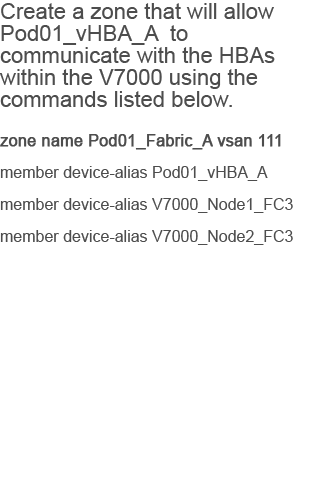 Create a zone that will allow
Pod01_vHBA_A  to
communicate with the HBAs
within the V7000 using the
commands listed below.
zone name Pod01_Fabric_A vsan 111
member device-alias Pod01_vHBA_A
member device-alias V7000_Node1_FC3
member device-alias V7000_Node2_FC3